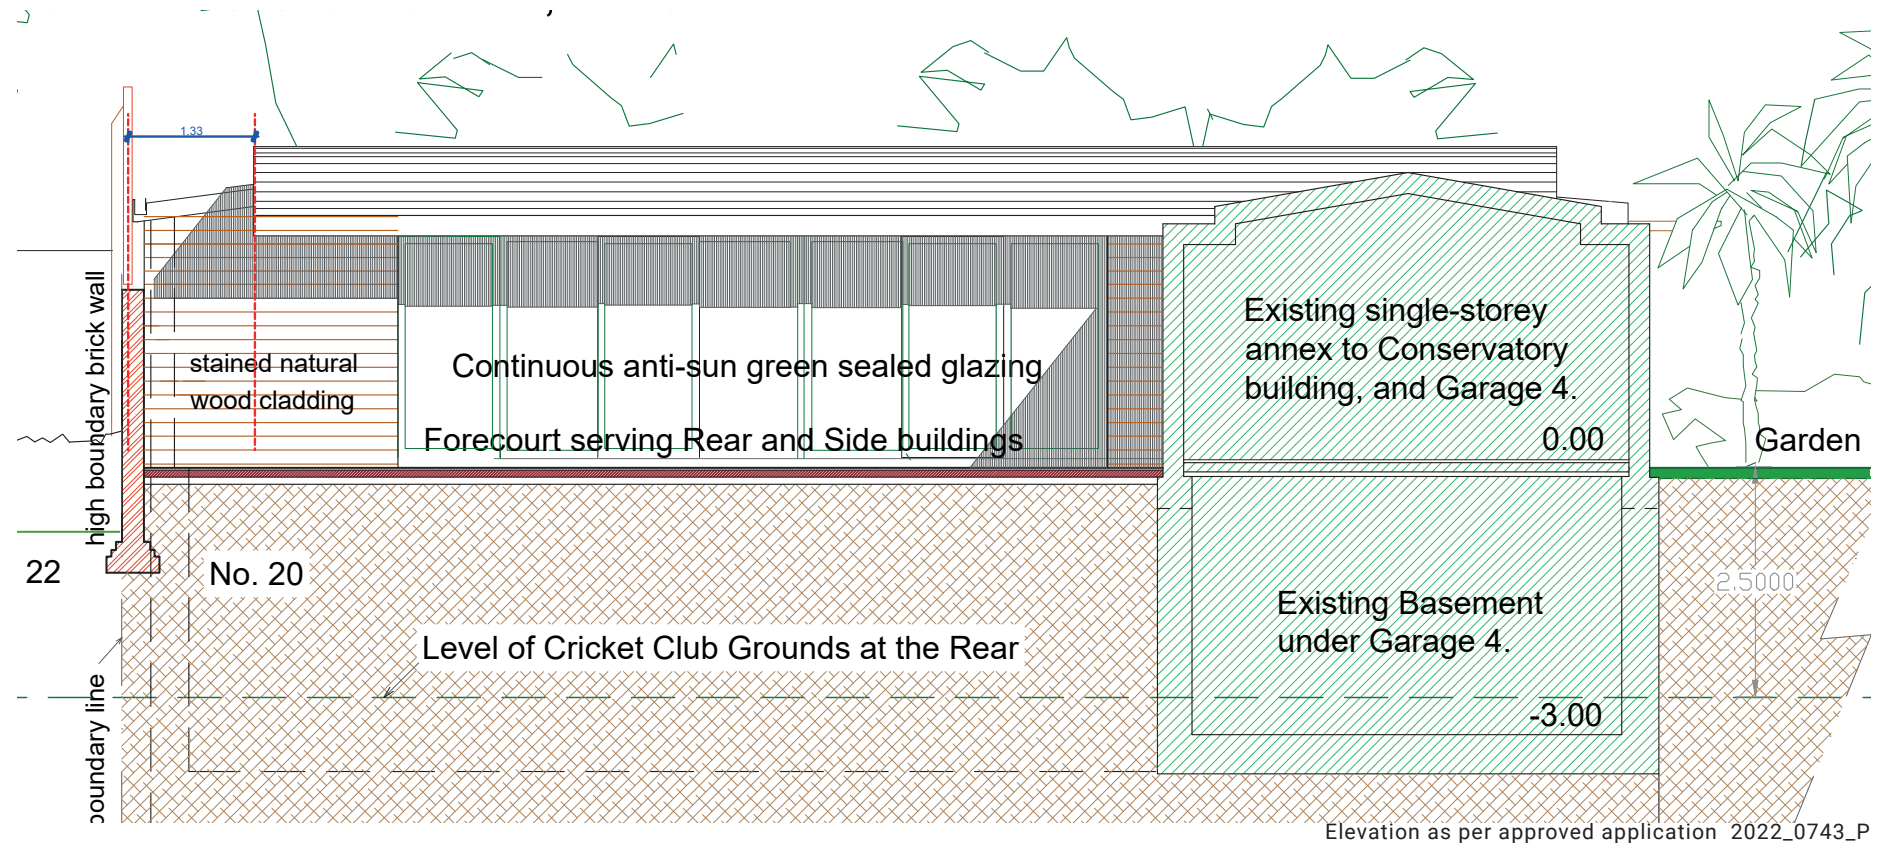 1.33
high boundary brick wall
stained natural
wood cladding
Continuous anti-sun green sealed glazing
Forecourt serving Rear and Side buildings
Existing single-storey
annex to Conservatory
building, and Garage 4.
0.00
Garden
22
No. 20
2.5000
Existing Basement
under Garage 4.
Level of Cricket Club Grounds at the Rear
-3.00
boundary line
Elevation as per approved application 2022_0743_P